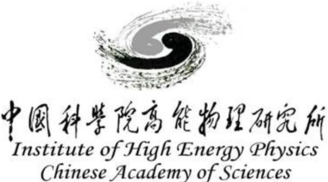 中国科学院高能物理研究所
Institute of High Energy Physics
Chinese Academy of Sciences